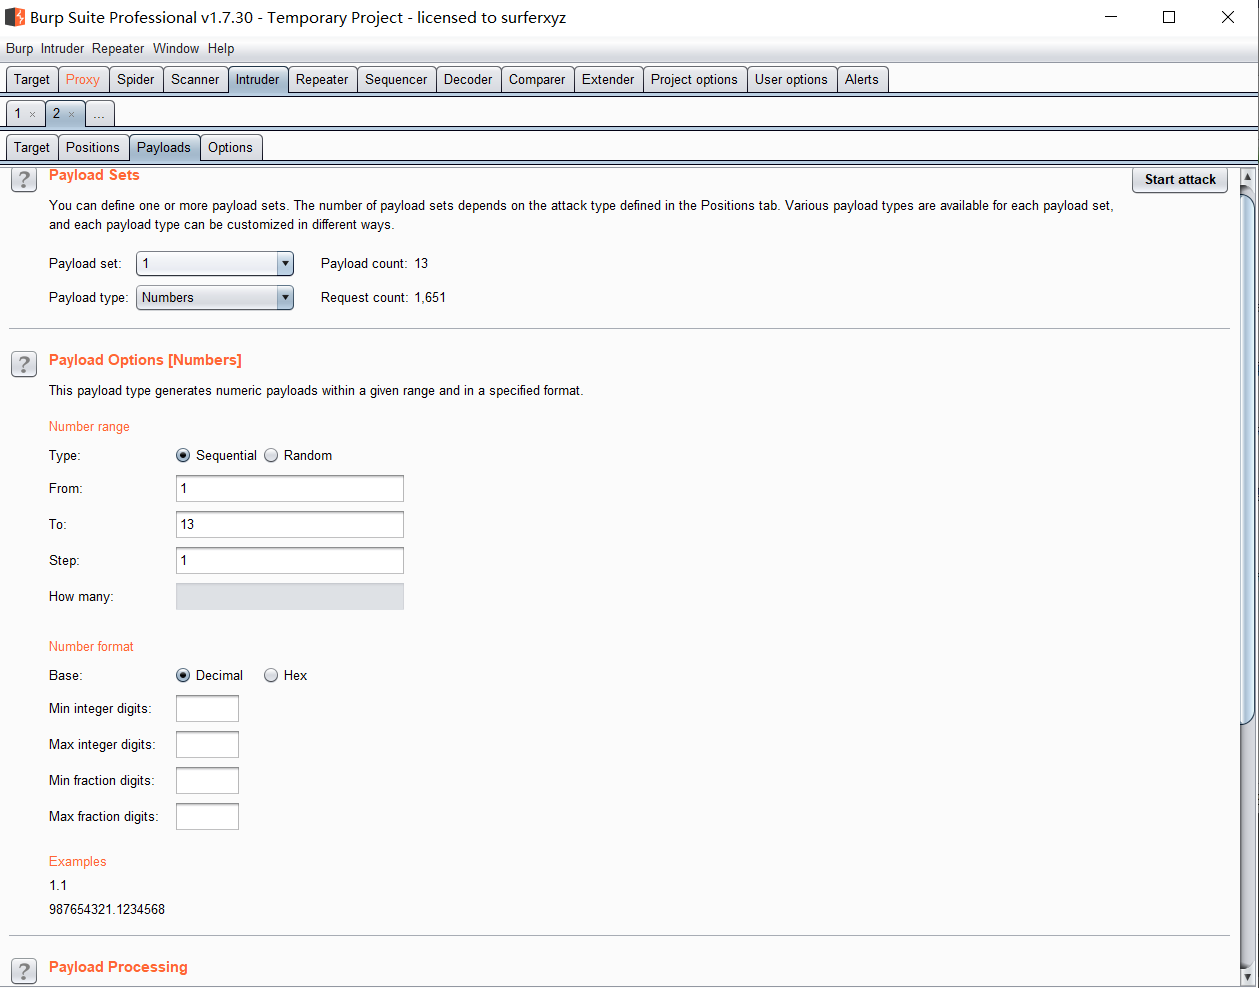 Burp Suite Professional v1.7.30 - Temporary Project - licensed to surferxyz
Burp Intruder Repeater Window Help
Target Proxy Spider Scanner Intruder Repeater Sequencer Decoder Comparer Extender Project options User options Alerts
1 × 2 × ...
Target Positions Payloads Options
? Payload Sets Start attack
You can define one or more payload sets. The number of payload sets depends on the attack type defined in the Positions tab. Various payload types are available for each payload set,
and each payload type can be customized in different ways.
Payload set: 1 Payload count: 13
Payload type: Numbers Request count: 1,651
? Payload Options [Numbers]
This payload type generates numeric payloads within a given range and in a specified format.
Number range
Type: Sequential Random
From: 1
To: 13
Step: 1
How many:
Number format
Base: Decimal Hex
Min integer digits:
Max integer digits:
Min fraction digits:
Max fraction digits:
Examples
1.1
987654321.1234568
? Payload Processing